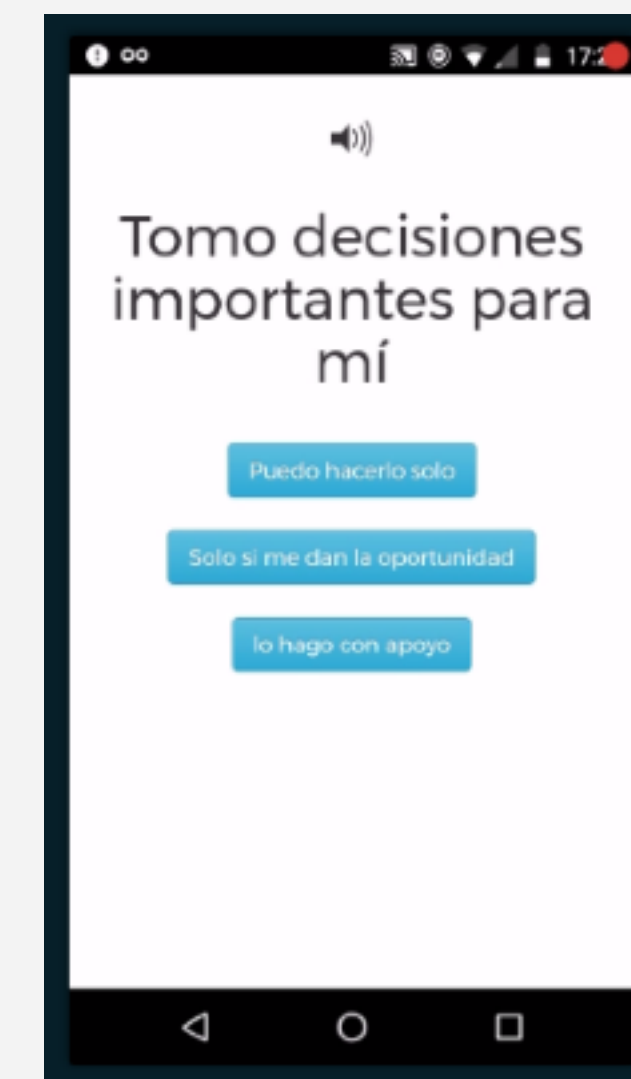 Tomo decisiones
importantes para
mí
Puedo hacerlo solo
Solo si me dan la oportunidad
lo hago con apoyo